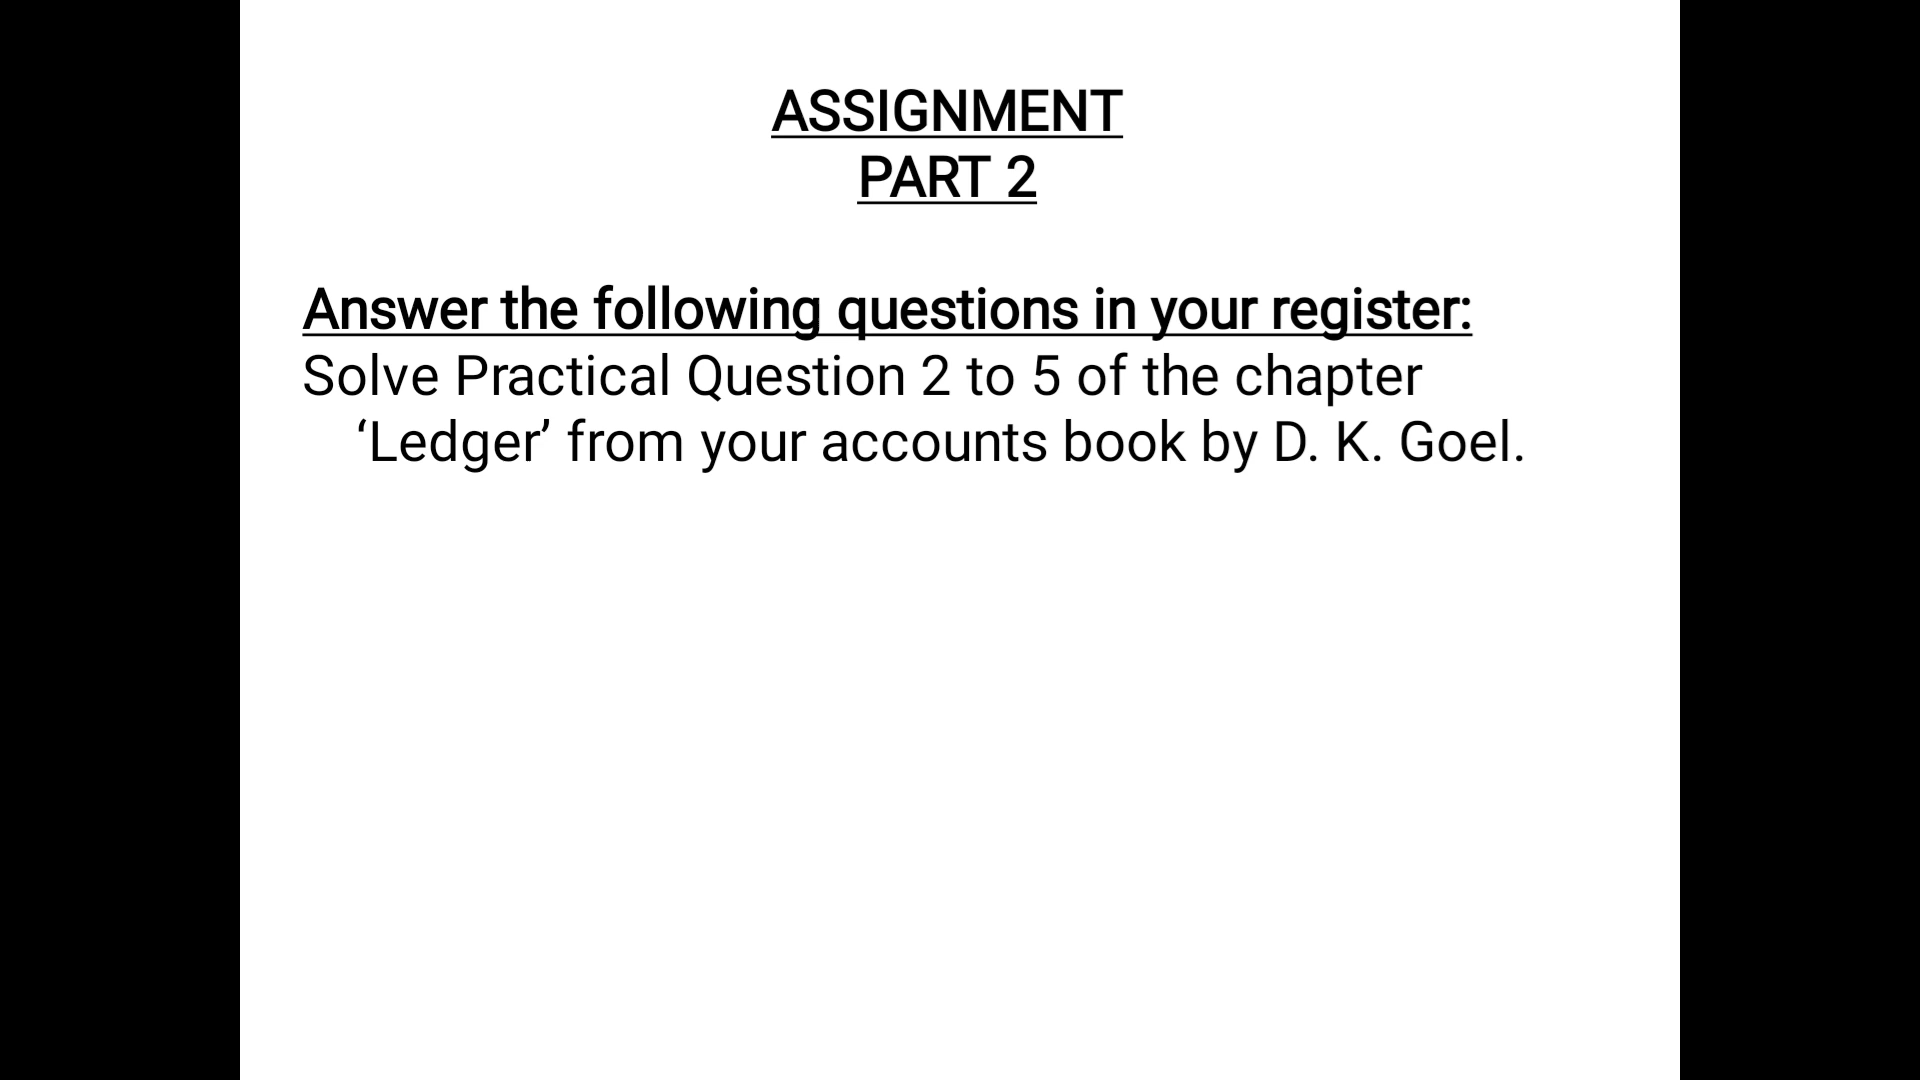 ASSIGNMENT
PART 2
Answer the following questions in your register:
Solve Practical Question 2 to 5 of the chapter
‘Ledger’ from your accounts book by D. K. Goel.